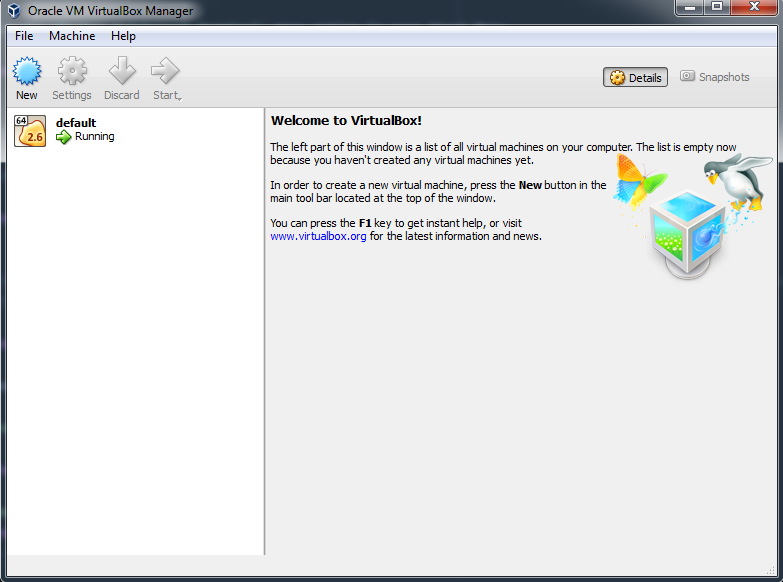 Oracle VM VirtualBox Manager
File Machine Help
New Settings Discard Start
Details Snapshots
64
2.6
default
Running
Welcome to VirtualBox!
The left part of this window is a list of all virtual machines on your computer. The list is empty now
because you haven't created any virtual machines yet.
In order to create a new virtual machine, press the New button in the
main tool bar located at the top of the window.
You can press the F1 key to get instant help, or visit
www.virtualbox.org for the latest information and news.